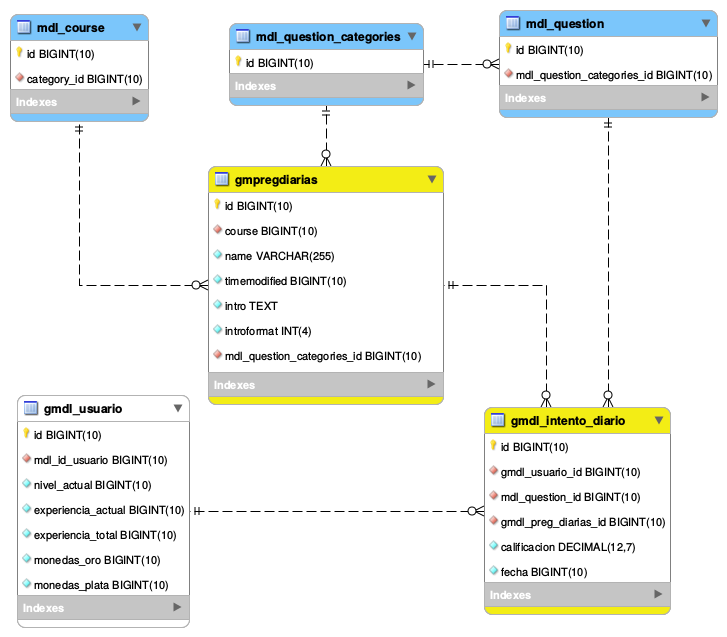 mdl_course
id BIGINT(10)
category_id BIGINT(10)
Indexes
mdl_question_categories
id BIGINT(10)
Indexes
mdl_question
id BIGINT(10)
mdl_question_categories_id BIGINT(10)
Indexes
gmpregdiarias
id BIGINT(10)
course BIGINT(10)
name VARCHAR(255)
timemodified BIGINT(10)
intro TEXT
introformat INT(4)
mdl_question_categories_id BIGINT(10)
Indexes
gmdl_usuario
id BIGINT(10)
mdl_id_usuario BIGINT(10)
nivel_actual BIGINT(10)
experiencia_actual BIGINT(10)
experiencia_total BIGINT(10)
monedas_oro BIGINT(10)
monedas_plata BIGINT(10)
Indexes
gmdl_intento_diario
id BIGINT(10)
gmdl_usuario_id BIGINT(10)
mdl_question_id BIGINT(10)
gmdl_preg_diarias_id BIGINT(10)
calificacion DECIMAL(12,7)
fecha BIGINT(10)
Indexes